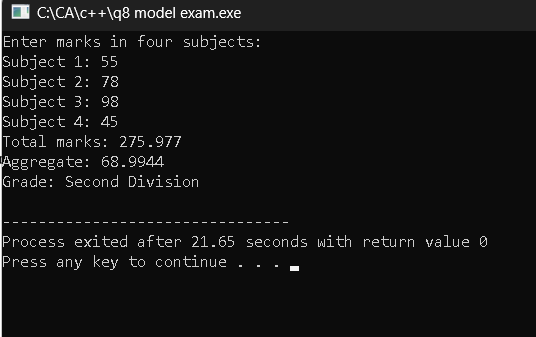 C:\CA\c++\q8 model exam.exe
Enter marks in four subjects:
Subject 1: 55
Subject 2: 78
Subject 3: 98
Subject 4: 45
Total marks: 275.977
Aggregate: 68.9944
Grade: Second Division
--------------------------------
Process exited after 21.65 seconds with return value 0
Press any key to continue . . .